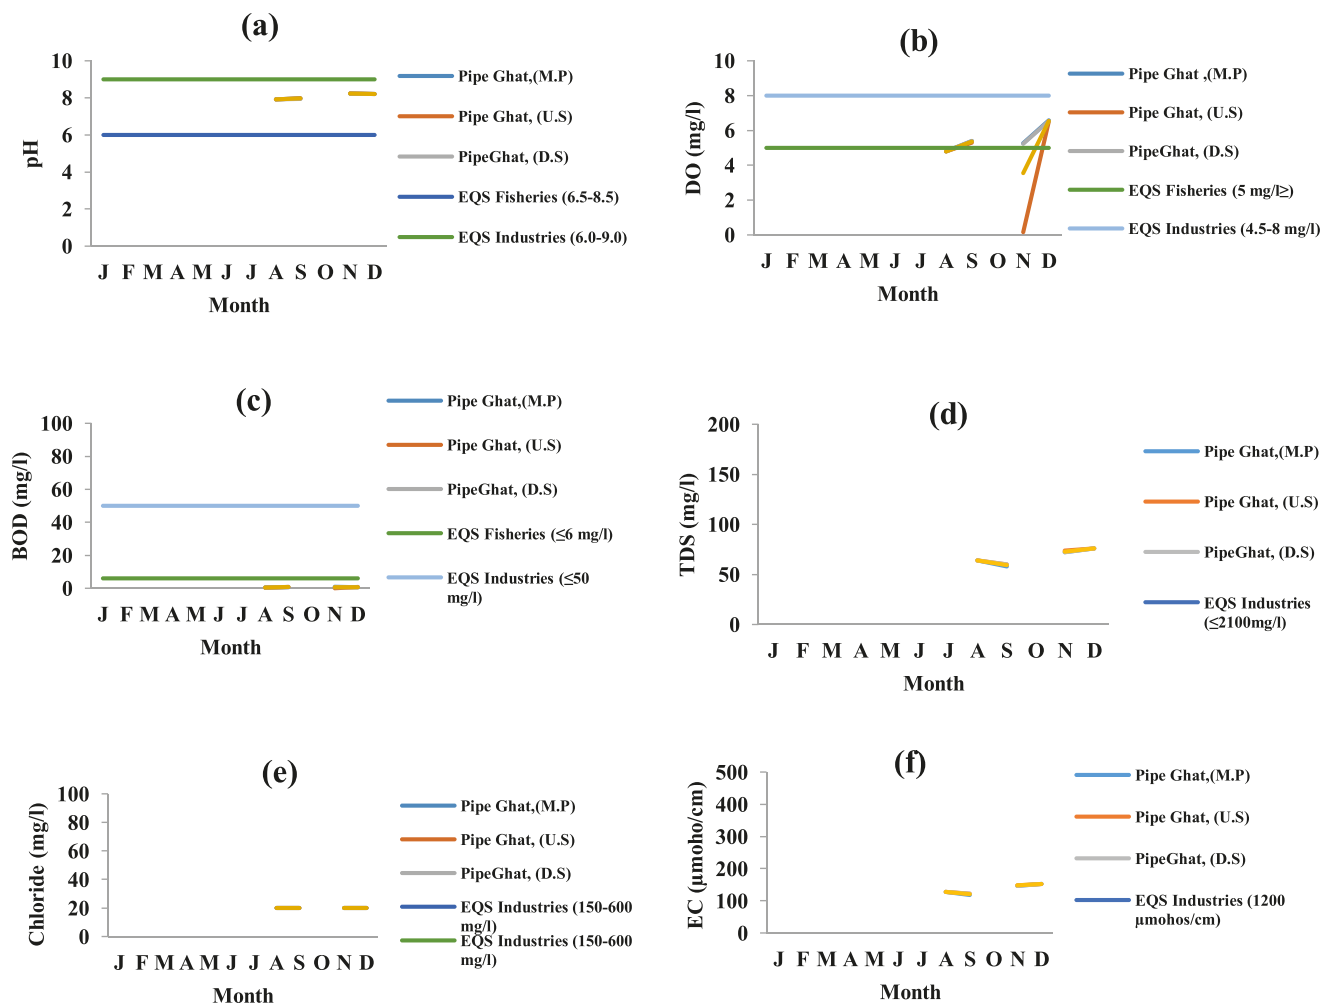 (a)
10
8
6
4
2
0
pH
J F M A M J J A S O N D
Month
Pipe Ghat,(M.P)
Pipe Ghat, (U.S)
PipeGhat, (D.S)
EQS Fisheries (6.5-8.5)
EQS Industries (6.0-9.0)
(b)
10
8
6
4
2
0
DO (mg/l)
J F M A M J J A S O N D
Month
Pipe Ghat ,(M.P)
Pipe Ghat, (U.S)
PipeGhat, (D.S)
EQS Fisheries (5 mg/l≥)
EQS Industries (4.5-8 mg/l)
(c)
100
80
60
40
20
0
BOD (mg/l)
J F M A M J J A S O N D
Month
Pipe Ghat,(M.P)
Pipe Ghat, (U.S)
PipeGhat, (D.S)
EQS Fisheries (≤6 mg/l)
EQS Industries (≤50
mg/l)
(d)
200
150
100
50
0
TDS (mg/l)
J F M A M J J A S O N D
Month
Pipe Ghat,(M.P)
Pipe Ghat, (U.S)
PipeGhat, (D.S)
EQS Industries
(≤2100mg/l)
(e)
100
80
60
40
20
0
Chloride (mg/l)
J F M A M J J A S O N D
Month
Pipe Ghat,(M.P)
Pipe Ghat, (U.S)
PipeGhat, (D.S)
EQS Industries (150-600
mg/l)
EQS Industries (150-600
mg/l)
(f)
500
400
300
200
100
0
EC (µmoho/cm)
J F M A M J J A S O N D
Month
Pipe Ghat,(M.P)
Pipe Ghat, (U.S)
PipeGhat, (D.S)
EQS Industries (1200
µmohos/cm)